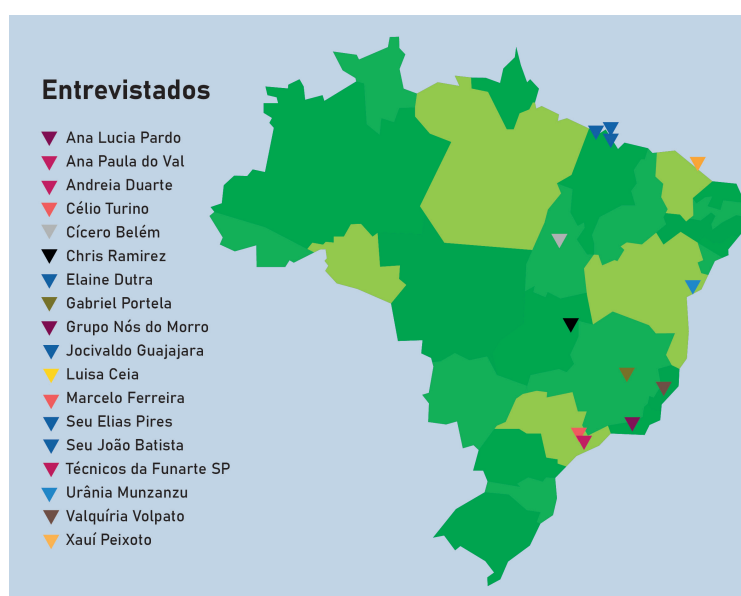 Entrevistados
Ana Lucia Pardo
Ana Paula do Val
Andreia Duarte
Célio Turino
Cícero Belém
Chris Ramirez
Elaine Dutra
Gabriel Portela
Grupo Nós do Morro
Jocivaldo Guajajara
Luisa Ceia
Marcelo Ferreira
Seu Elias Pires
Seu João Batista
Técnicos da Funarte SP
Urânia Munzanzu
Valquíria Volpato
Xauí Peixoto